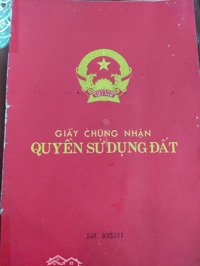 GIẤY CHỨNG NHẬN
QUYỀN SỬ DỤNG ĐẤT